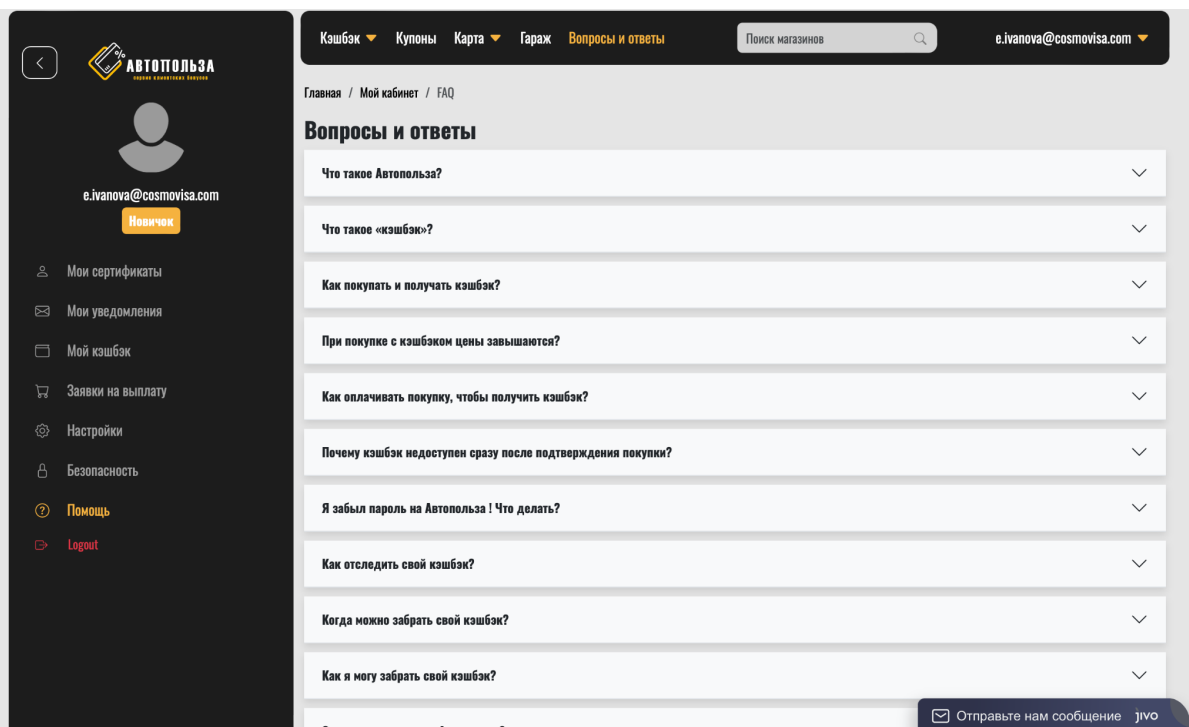 АВТОПОЛЬЗА
сервис клиентских бонусов
e.ivanova@cosmovisa.com
Новичок
Мои сертификаты
Мои уведомления
Мой кэшбэк
Заявки на выплату
Настройки
Безопасность
Помощь
Logout
Кэшбэк Купоны Карта Гараж Вопросы и ответы Поиск магазинов e.ivanova@cosmovisa.com
Главная / Мой кабинет / FAQ
Вопросы и ответы
Что такое Автопольза?
Что такое «кэшбэк»?
Как покупать и получать кэшбэк?
При покупке с кэшбэком цены завышаются?
Как оплачивать покупку, чтобы получить кэшбэк?
Почему кэшбэк недоступен сразу после подтверждения покупки?
Я забыл пароль на Автопольза ! Что делать?
Как отследить свой кэшбэк?
Когда можно забрать свой кэшбэк?
Как я могу забрать свой кэшбэк?
Отправьте нам сообщение jivo